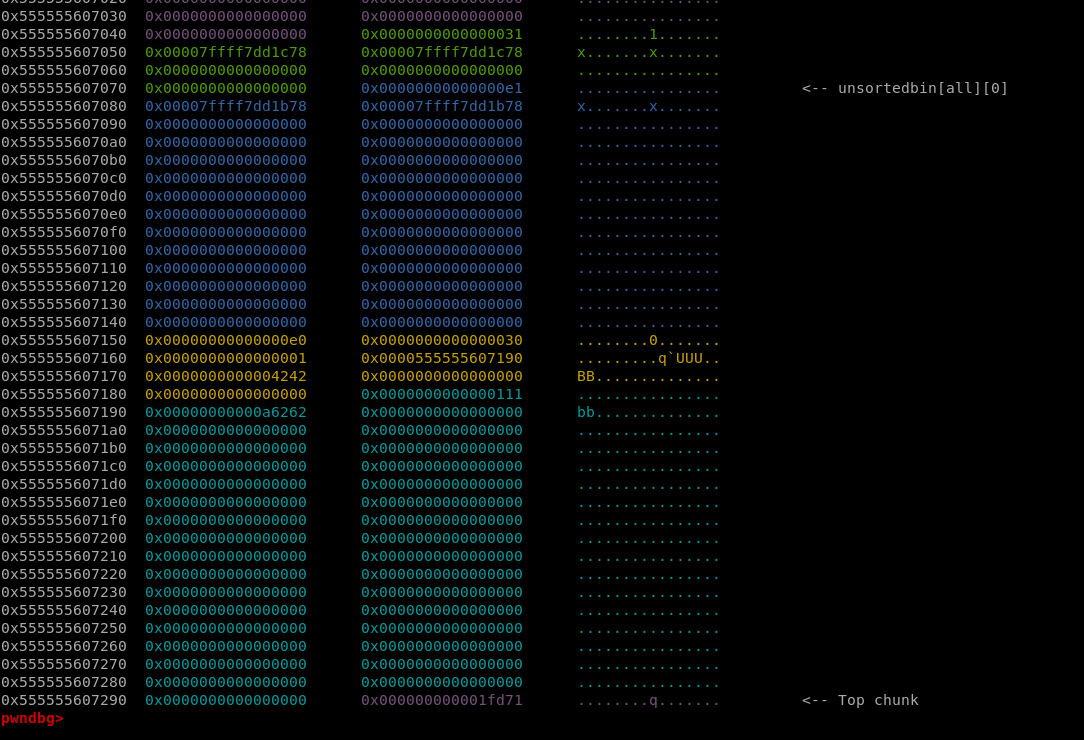 0x555555607030 0x0000000000000000 0x0000000000000000 ................
0x555555607040 0x0000000000000000 0x0000000000000031 ........1.......
0x555555607050 0x00007ffff7dd1c78 0x00007ffff7dd1c78 x.......x.......
0x555555607060 0x0000000000000000 0x0000000000000000 ................
0x555555607070 0x0000000000000000 0x00000000000000e1 ................ <-- unsortedbin[all][0]
0x555555607080 0x00007ffff7dd1b78 0x00007ffff7dd1b78 x.......x.......
0x555555607090 0x0000000000000000 0x0000000000000000 ................
0x5555556070a0 0x0000000000000000 0x0000000000000000 ................
0x5555556070b0 0x0000000000000000 0x0000000000000000 ................
0x5555556070c0 0x0000000000000000 0x0000000000000000 ................
0x5555556070d0 0x0000000000000000 0x0000000000000000 ................
0x5555556070e0 0x0000000000000000 0x0000000000000000 ................
0x5555556070f0 0x0000000000000000 0x0000000000000000 ................
0x555555607100 0x0000000000000000 0x0000000000000000 ................
0x555555607110 0x0000000000000000 0x0000000000000000 ................
0x555555607120 0x0000000000000000 0x0000000000000000 ................
0x555555607130 0x0000000000000000 0x0000000000000000 ................
0x555555607140 0x0000000000000000 0x0000000000000000 ................
0x555555607150 0x00000000000000e0 0x0000000000000030 ........0.......
0x555555607160 0x0000000000000001 0x0000555555607190 .........q`UUU..
0x555555607170 0x0000000000004242 0x0000000000000000 BB..............
0x555555607180 0x0000000000000000 0x0000000000000111 ................
0x555555607190 0x00000000000a6262 0x0000000000000000 bb..............
0x5555556071a0 0x0000000000000000 0x0000000000000000 ................
0x5555556071b0 0x0000000000000000 0x0000000000000000 ................
0x5555556071c0 0x0000000000000000 0x0000000000000000 ................
0x5555556071d0 0x0000000000000000 0x0000000000000000 ................
0x5555556071e0 0x0000000000000000 0x0000000000000000 ................
0x5555556071f0 0x0000000000000000 0x0000000000000000 ................
0x555555607200 0x0000000000000000 0x0000000000000000 ................
0x555555607210 0x0000000000000000 0x0000000000000000 ................
0x555555607220 0x0000000000000000 0x0000000000000000 ................
0x555555607230 0x0000000000000000 0x0000000000000000 ................
0x555555607240 0x0000000000000000 0x0000000000000000 ................
0x555555607250 0x0000000000000000 0x0000000000000000 ................
0x555555607260 0x0000000000000000 0x0000000000000000 ................
0x555555607270 0x0000000000000000 0x0000000000000000 ................
0x555555607280 0x0000000000000000 0x0000000000000000 ................
0x555555607290 0x0000000000000000 0x000000000001fd71 ........q....... <-- Top chunk
pwndbg>